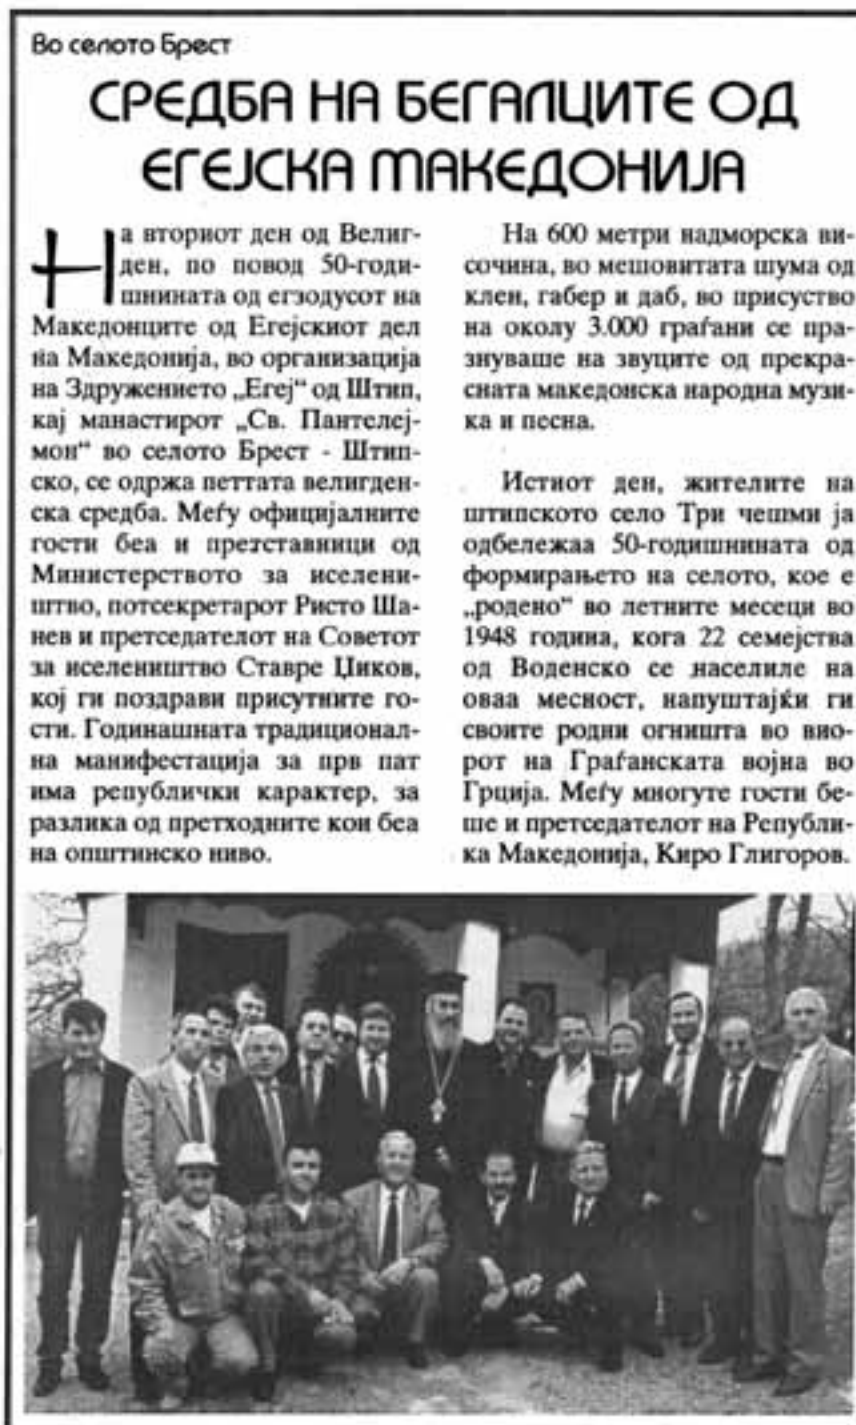 Во селото Брест
СРЕДБА НА БЕГАЛЦИТЕ ОД
ЕГЕЈСКА МАКЕДОНИЈА
На вториот ден од Велиг-
ден, по повод 50-годи-
шнината од егзодусот на
Македонците од Егејскиот дел
на Македонија, во организација
на Здружението „Егеј“ од Штип,
кај манастирот „Св. Пантелеј-
мон“ во селото Брест - Штип-
ско, се одржа петтата велигден-
ска средба. Меѓу официјалните
гости беа и претставници од
Министерството за иселени-
штво, потсекретарот Ристо Ша-
нев и претседателот на Советот
за иселеништво Ставре Џиков,
кој ги поздрави присутните го-
сти. Годинашната традиционал-
на манифестација за прв пат
има републички карактер, за
разлика од претходните кои беа
на општинско ниво.
На 600 метри надморска ви-
сочина, во мешовитата шума од
клен, габер и даб, во присуство
на околу 3.000 граѓани се пра-
знуваше на звуците од прекра-
сната македонска народна музи-
ка и песна.
Истиот ден, жителите на
штипското село Три чешми ја
одбележаа 50-годишнината од
формирањето на селото, кое е
„родено“ во летните месеци во
1948 година, кога 22 семејства
од Воденско се населиле на
оваа месност, напуштајќи ги
своите родни огништа во вио-
рот на Граѓанската војна во
Грција. Меѓу многуте гости бе-
ше и претседателот на Републи-
ка Македонија, Киро Глигоров.